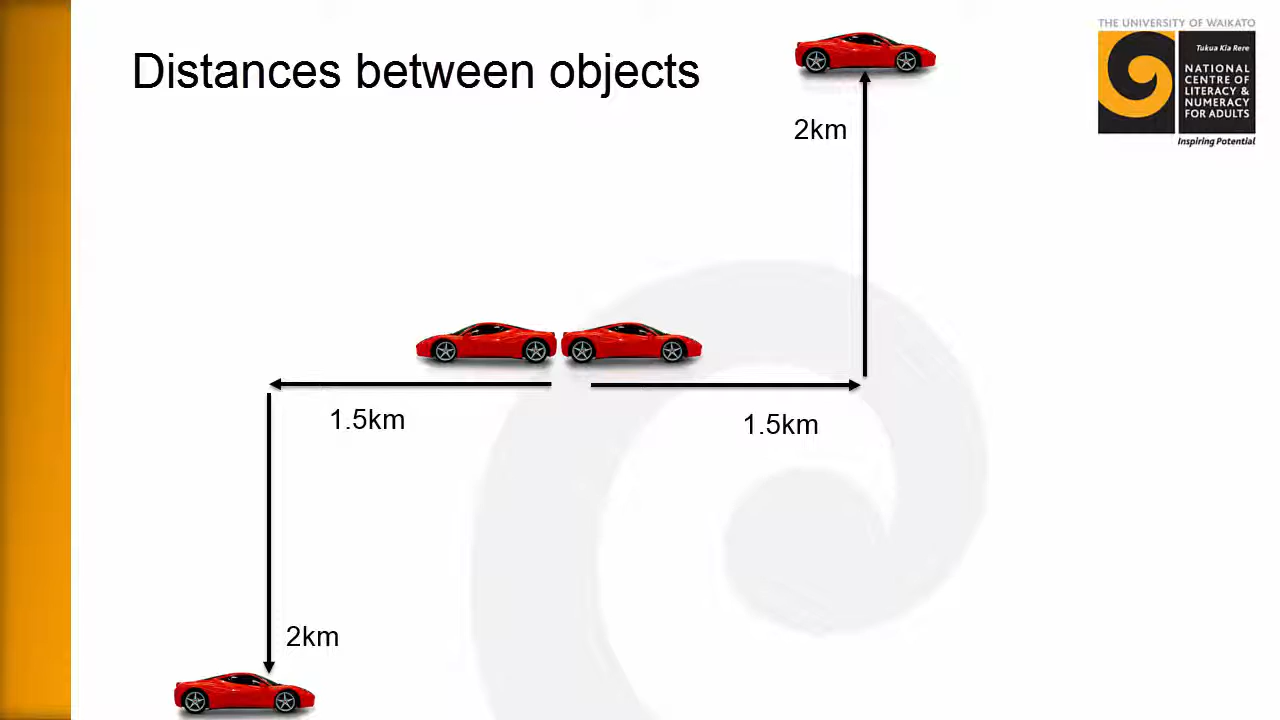 Distances between objects
THE UNIVERSITY OF WAIKATO
Tukua Kia Rere
NATIONAL
CENTRE OF
LITERACY &
NUMERACY
FOR ADULTS
Inspiring Potential
2km
1.5km
1.5km
2km